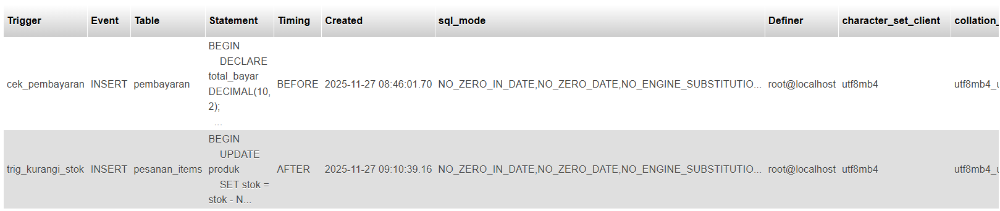 Trigger Event Table Statement Timing Created sql_mode Definer character_set_client collation_
BEGIN
DECLARE
total_bayar
cek_pembayaran INSERT pembayaran DECIMAL(10, BEFORE 2025-11-27 08:46:01.70 NO_ZERO_IN_DATE,NO_ZERO_DATE,NO_ENGINE_SUBSTITUTIO... root@localhost utf8mb4 utf8mb4_u
2);
...
BEGIN
UPDATE
trig_kurangi_stok INSERT pesanan_items produk AFTER 2025-11-27 09:10:39.16 NO_ZERO_IN_DATE,NO_ZERO_DATE,NO_ENGINE_SUBSTITUTIO... root@localhost utf8mb4 utf8mb4_u
SET stok =
stok - N...